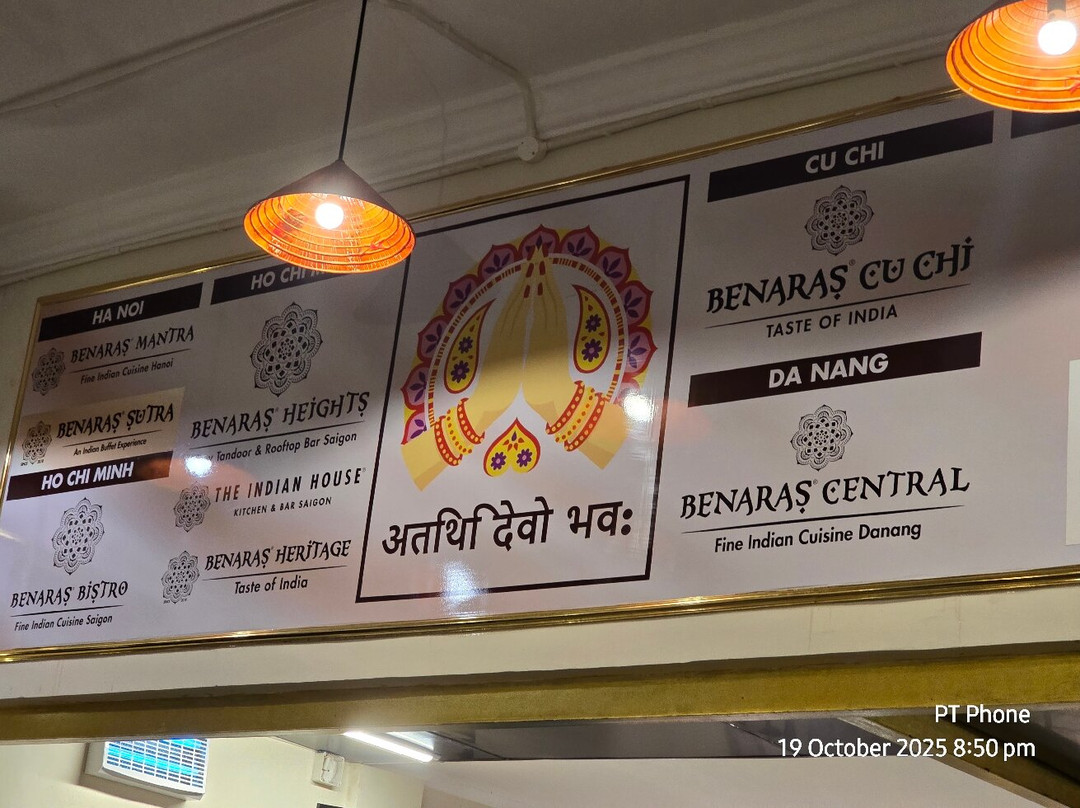 HA NOI
BENARAS® MANTRA
Fine Indian Cuisine Hanoi
BENARAS® SUTRA
An Indian Buffet Experience
HO CHI MINH
BENARAS® BISTRO
Fine Indian Cuisine Saigon
HO CHI
BENARAS® HEIGHTS
Tandoor & Rooftop Bar Saigon
THE INDIAN HOUSE®
KITCHEN & BAR SAIGON
BENARAS® HERITAGE
Taste of India
अतथिि देवो भवः
CU CHI
BENARAS® CU CHI
TASTE OF INDIA
DA NANG
BENARAS® CENTRAL
Fine Indian Cuisine Danang
PT Phone
19 October 2025 8:50 pm